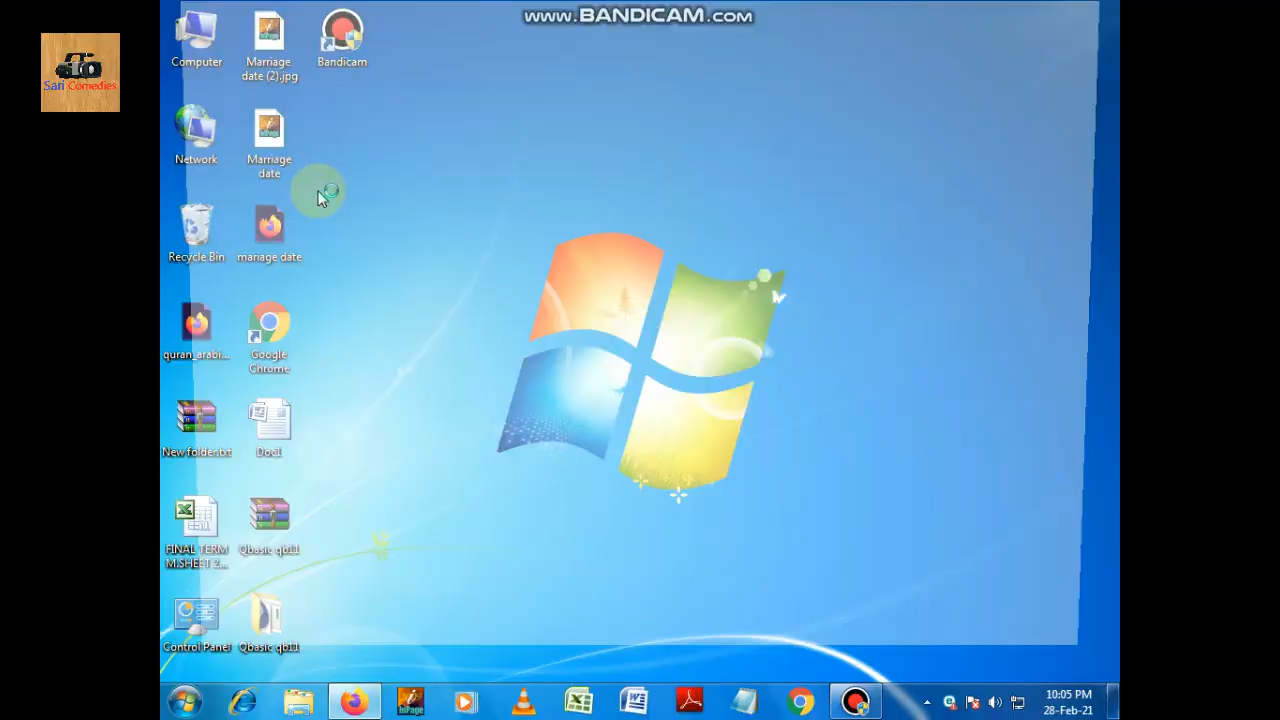 www.BANDICAM.com
Sari Comedies
Computer
Marriage
date (2).jpg
Bandicam
Network
Marriage
date
Recycle Bin
marriage date
quran_arabi...
Google
Chrome
New folder.txt
Doc1
FINAL TERM
M.SHEET 2...
Qbasic qb11
Control Panel
Qbasic qb11
InPage
10:05 PM
28-Feb-21